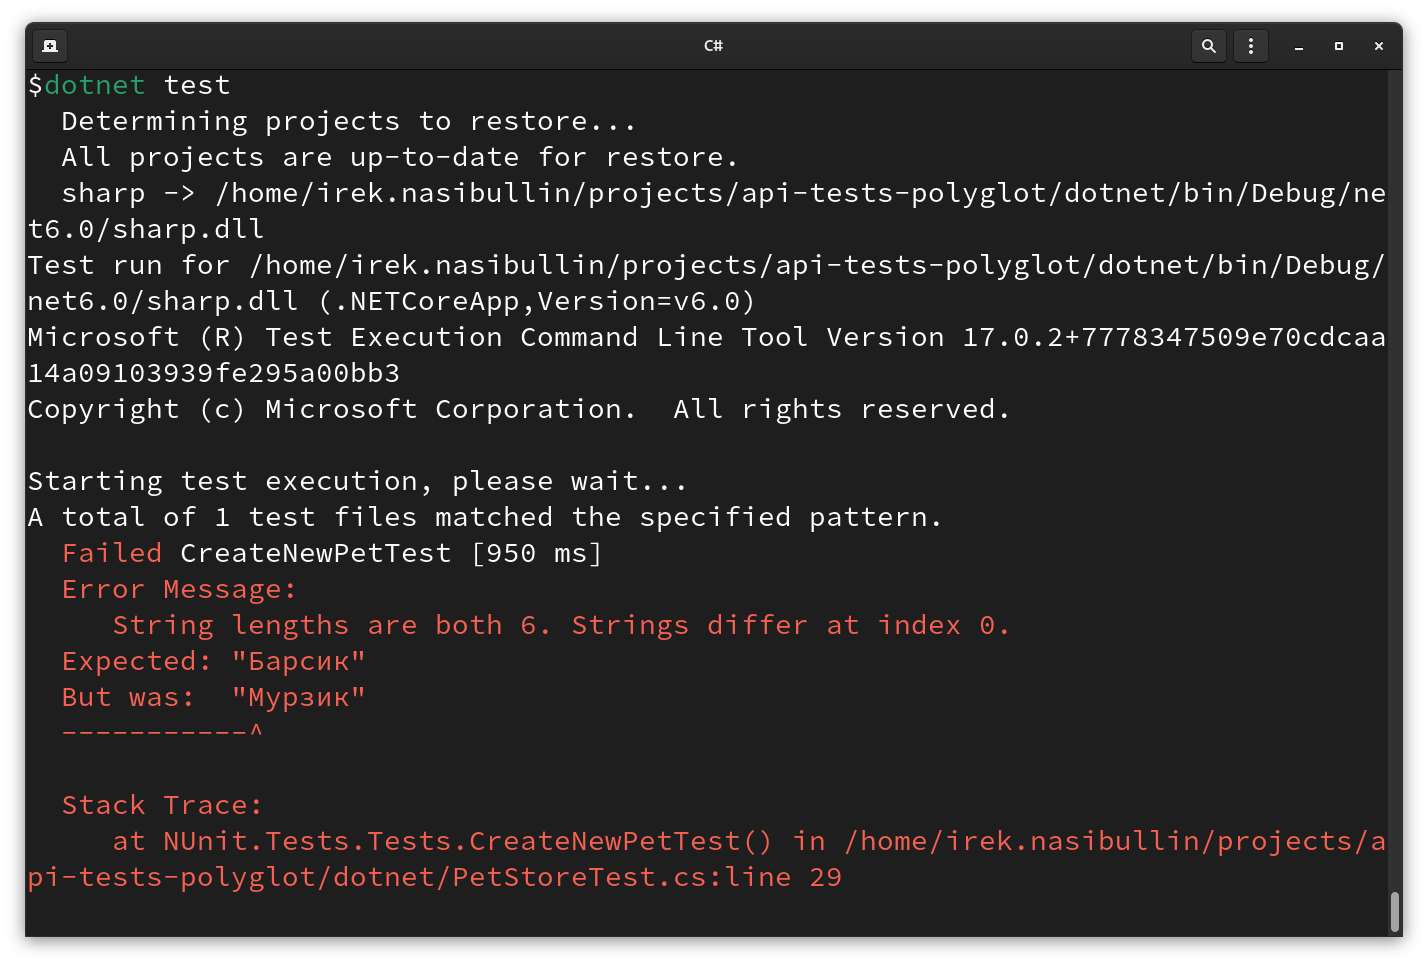 C#
$dotnet test
  Determining projects to restore...
  All projects are up-to-date for restore.
  sharp -> /home/irek.nasibullin/projects/api-tests-polyglot/dotnet/bin/Debug/ne
t6.0/sharp.dll
Test run for /home/irek.nasibullin/projects/api-tests-polyglot/dotnet/bin/Debug/
net6.0/sharp.dll (.NETCoreApp,Version=v6.0)
Microsoft (R) Test Execution Command Line Tool Version 17.0.2+7778347509e70cdcaa
14a09103939fe295a00bb3
Copyright (c) Microsoft Corporation.  All rights reserved.

Starting test execution, please wait...
A total of 1 test files matched the specified pattern.
  Failed CreateNewPetTest [950 ms]
  Error Message:
     String lengths are both 6. Strings differ at index 0.
  Expected: "Барсик"
  But was:  "Мурзик"
  -----------^

  Stack Trace:
     at NUnit.Tests.Tests.CreateNewPetTest() in /home/irek.nasibullin/projects/a
pi-tests-polyglot/dotnet/PetStoreTest.cs:line 29